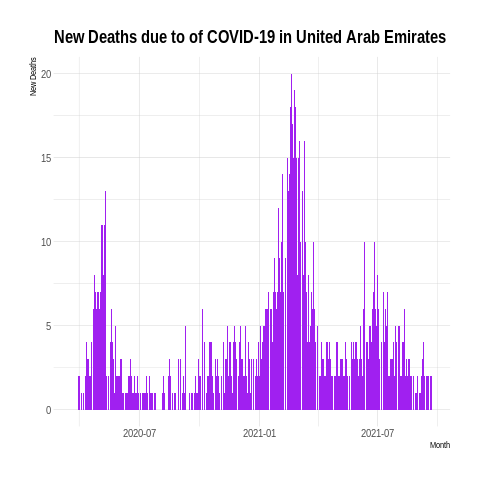 New Deaths due to of COVID-19 in United Arab Emirates
New Deaths
20
15
10
5
0
2020-07 2021-01 2021-07
Month